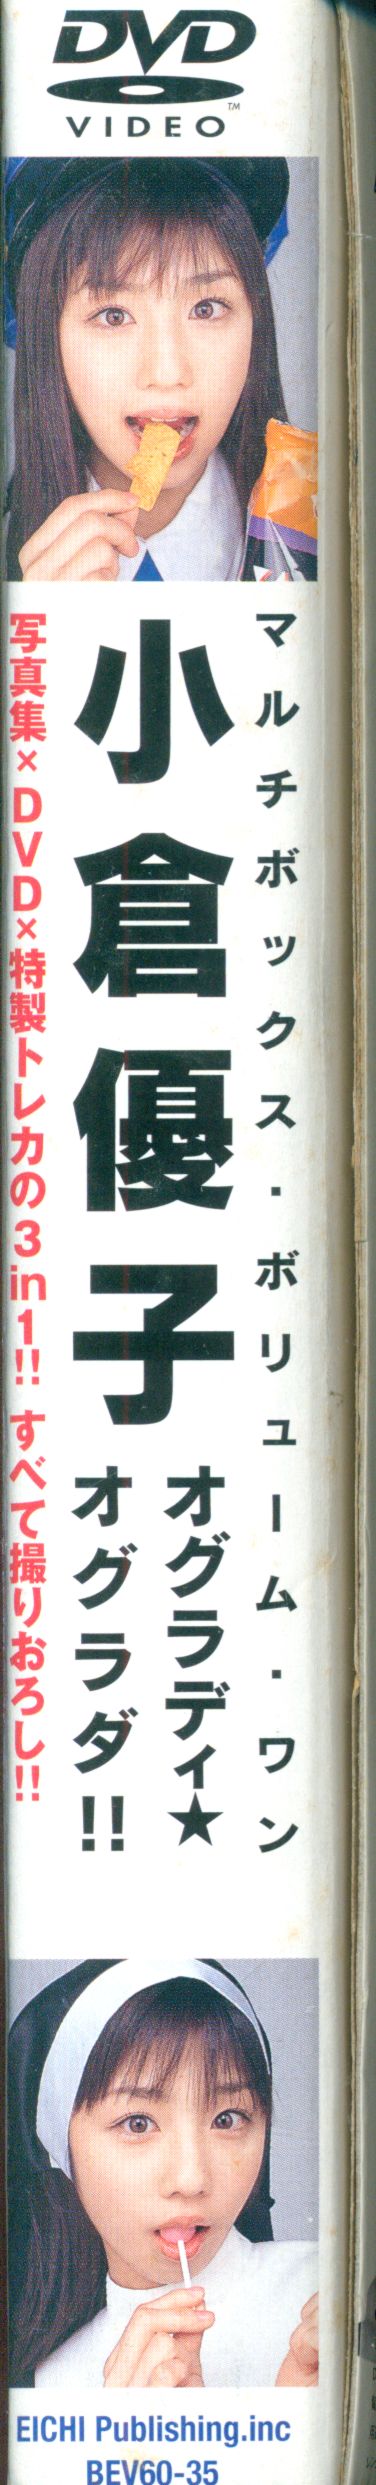 DVD
VIDEO
TM
マルチボックス・ボリューム・ワン
小倉優子
オグラディ★
オグラダ!!
写真集×DVD×特製トレカの3in1!! すべて撮りおろし!!
EICHI Publishing.inc
BEV60-35